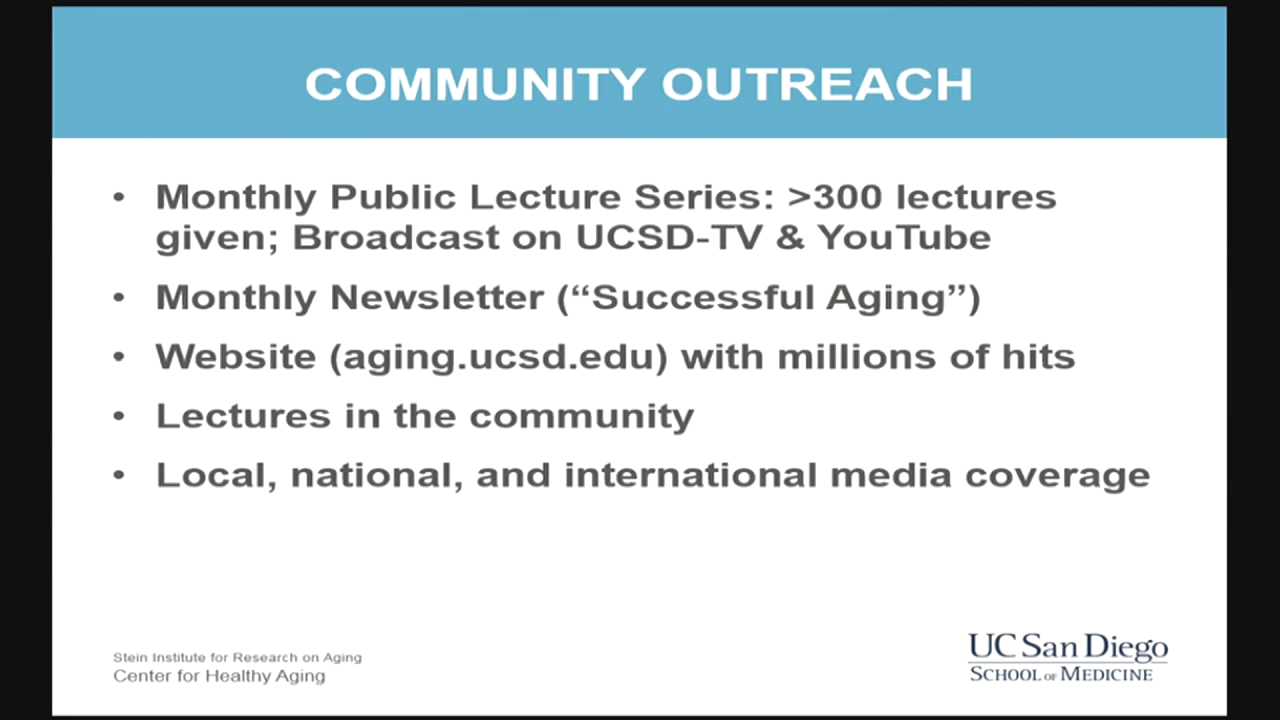 COMMUNITY OUTREACH
• Monthly Public Lecture Series: >300 lectures
given; Broadcast on UCSD-TV & YouTube
• Monthly Newsletter (“Successful Aging”)
• Website (aging.ucsd.edu) with millions of hits
• Lectures in the community
• Local, national, and international media coverage
Stein Institute for Research on Aging
Center for Healthy Aging
UC San Diego
SCHOOL OF MEDICINE